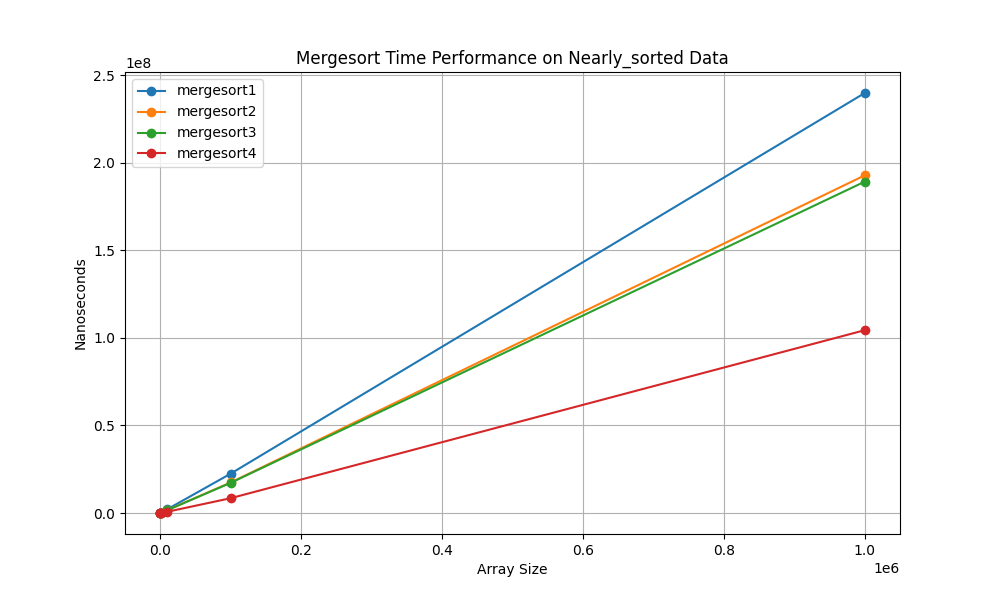 Mergesort Time Performance on Nearly_sorted Data
1e8
2.5
2.0
1.5
1.0
0.5
0.0
Nanoseconds
mergesort1
mergesort2
mergesort3
mergesort4
0.0 0.2 0.4 0.6 0.8 1.0
1e6
Array Size